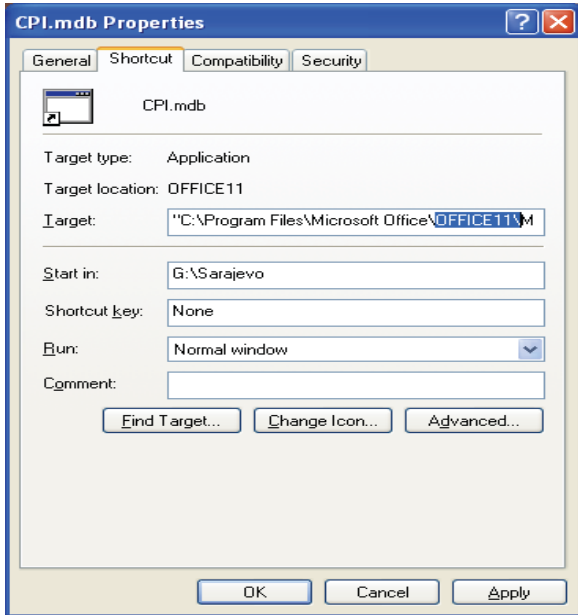 CPI.mdb Properties
General Shortcut Compatibility Security
CPI.mdb
Target type: Application
Target location: OFFICE11
Target: "C:\Program Files\Microsoft Office\OFFICE11\M
Start in: G:\Sarajevo
Shortcut key: None
Run: Normal window
Comment:
Find Target... Change Icon... Advanced...
OK Cancel Apply